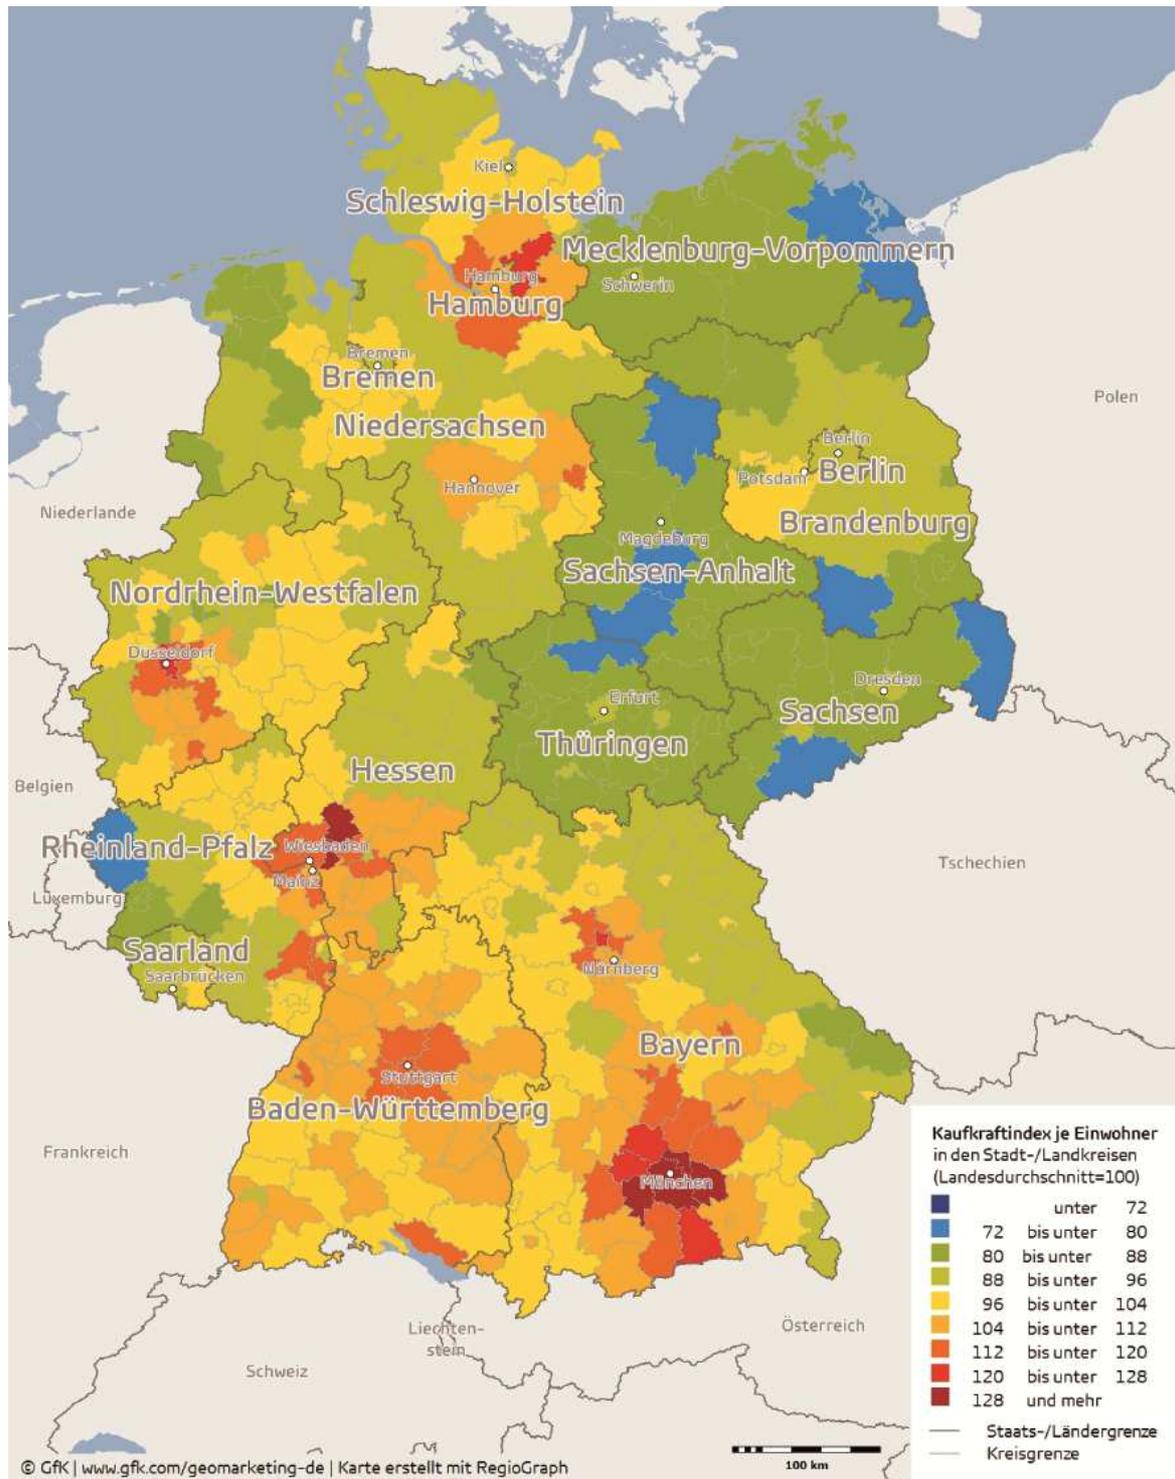 Kiel
Schleswig-Holstein
Mecklenburg-Vorpommern
Hamburg
Schwerin
Hamburg
Bremen
Bremen
Polen
Niedersachsen
Berlin
Berlin
Potsdam
Hannover
Niederlande
Brandenburg
Magdeburg
Sachsen-Anhalt
Nordrhein-Westfalen
Düsseldorf
Dresden
Erfurt
Sachsen
Thüringen
Hessen
Belgien
Rheinland-Pfalz
Wiesbaden
Tschechien
Mainz
Luxemburg
Saarland
Saarbrücken
Nürnberg
Bayern
Stuttgart
Baden-Württemberg
Frankreich
München
Liechten-
stein
Österreich
Schweiz
Kaufkraftindex je Einwohner
in den Stadt-/Landkreisen
(Landesdurchschnitt=100)
unter 72
72 bis unter 80
80 bis unter 88
88 bis unter 96
96 bis unter 104
104 bis unter 112
112 bis unter 120
120 bis unter 128
128 und mehr
Staats-/Ländergrenze
Kreisgrenze
100 km
© GfK | www.gfk.com/geomarketing-de | Karte erstellt mit RegioGraph